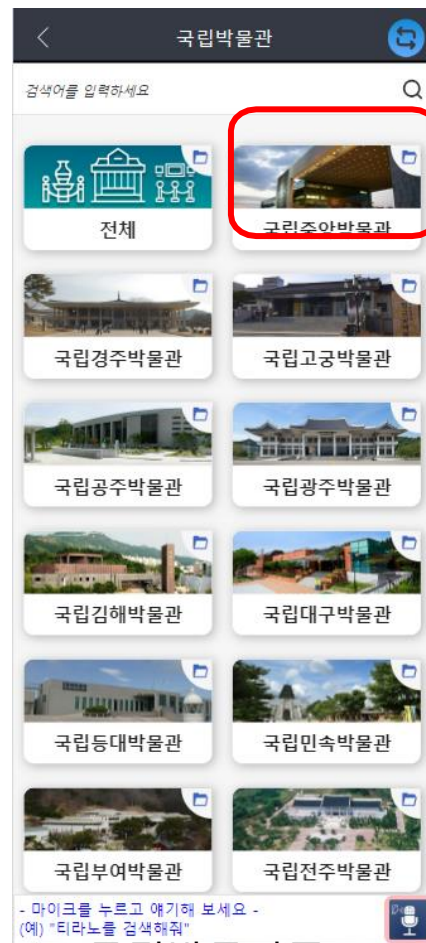 국립박물관
검색어를 입력하세요
전체
국립중앙박물관
국립경주박물관
국립고궁박물관
국립공주박물관
국립광주박물관
국립김해박물관
국립대구박물관
국립등대박물관
국립민속박물관
국립부여박물관
국립전주박물관
- 마이크를 누르고 얘기해 보세요 -
(예) "티라노를 검색해줘"